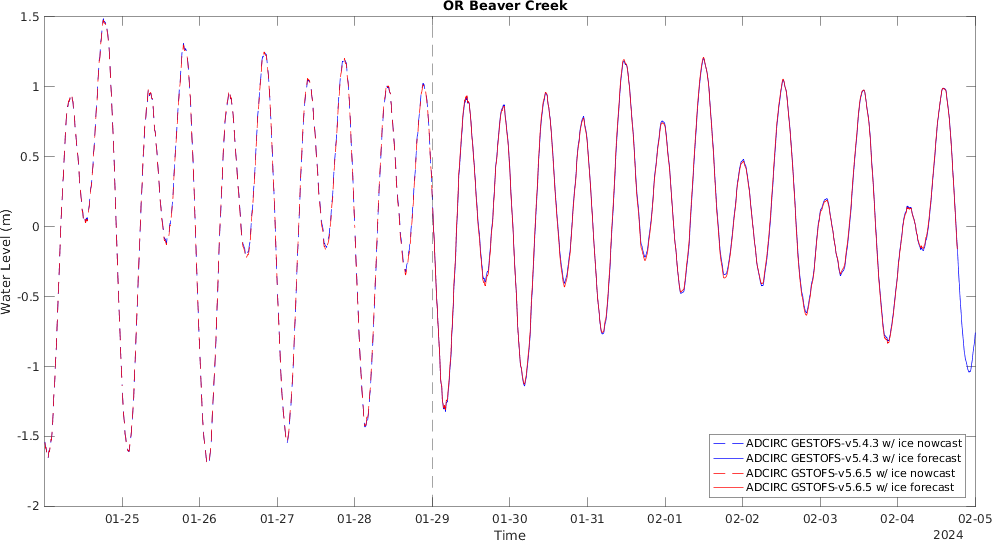 OR Beaver Creek
1.5
1
0.5
0
-0.5
-1
-1.5
-2
Water Level (m)
ADCIRC GESTOFS-v5.4.3 w/ ice nowcast
ADCIRC GESTOFS-v5.4.3 w/ ice forecast
ADCIRC GSTOFS-v5.6.5 w/ ice nowcast
ADCIRC GSTOFS-v5.6.5 w/ ice forecast
01-25 01-26 01-27 01-28 01-29 01-30 01-31 02-01 02-02 02-03 02-04 02-05
Time
2024